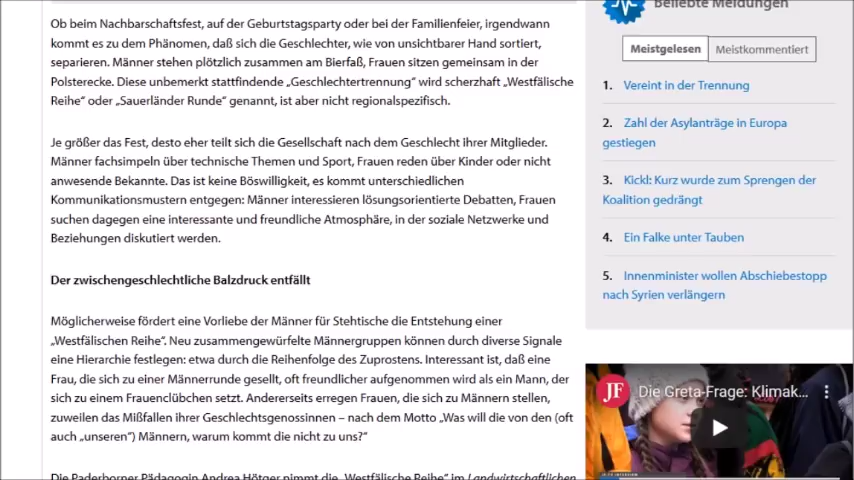 Ob beim Nachbarschaftsfest, auf der Geburtstagsparty oder bei der Familienfeier, irgendwann
kommt es zu dem Phänomen, daß sich die Geschlechter, wie von unsichtbarer Hand sortiert,
separieren. Männer stehen plötzlich zusammen am Bierfaß, Frauen sitzen gemeinsam in der
Polsterecke. Diese unbemerkt stattfindende „Geschlechtertrennung“ wird scherzhaft „Westfälische
Reihe“ oder „Sauerländer Runde“ genannt, ist aber nicht regionalspezifisch.
Je größer das Fest, desto eher teilt sich die Gesellschaft nach dem Geschlecht ihrer Mitglieder.
Männer fachsimpeln über technische Themen und Sport, Frauen reden über Kinder oder nicht
anwesende Bekannte. Das ist keine Böswilligkeit, es kommt unterschiedlichen
Kommunikationsmustern entgegen: Männer interessieren lösungsorientierte Debatten, Frauen
suchen dagegen eine interessante und freundliche Atmosphäre, in der soziale Netzwerke und
Beziehungen diskutiert werden.
Der zwischengeschlechtliche Balzdruck entfällt
Möglicherweise fördert eine Vorliebe der Männer für Stehtische die Entstehung einer
„Westfälischen Reihe“. Neu zusammengewürfelte Männergruppen können durch diverse Signale
eine Hierarchie festlegen: etwa durch die Reihenfolge des Zuprostens. Interessant ist, daß eine
Frau, die sich zu einer Männerrunde gesellt, oft freundlicher aufgenommen wird als ein Mann, der
sich zu einem Frauenclübchen setzt. Andererseits erregen Frauen, die sich zu Männern stellen,
zuweilen das Mißfallen ihrer Geschlechtsgenossinnen – nach dem Motto „Was will die von den (oft
auch „unseren“) Männern, warum kommt die nicht zu uns?“
Die Paderborner Pädagogin Andrea Hötger nimmt die „Westfälische Reihe“ im Landwirtschaftlichen
Beliebte Meldungen
Meistgelesen Meistkommentiert
1. Vereint in der Trennung
2. Zahl der Asylanträge in Europa
gestiegen
3. Kickl: Kurz wurde zum Sprengen der
Koalition gedrängt
4. Ein Falke unter Tauben
5. Innenminister wollen Abschiebestopp
nach Syrien verlängern
JF Die Greta-Frage: Klimak...